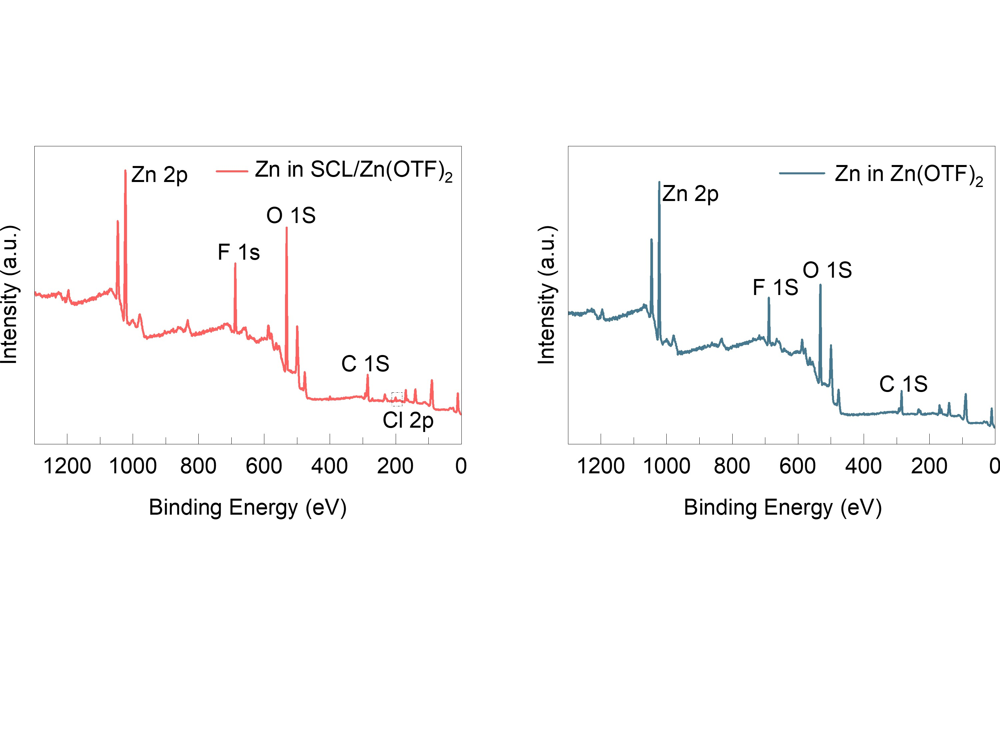 Zn 2p
Zn in SCL/Zn(OTF)2
O 1S
F 1s
C 1S
Cl 2p
Intensity (a.u.)
1200 1000 800 600 400 200 0
Binding Energy (eV)
Zn in Zn(OTF)2
Zn 2p
O 1S
F 1S
C 1S
Intensity (a.u.)
1200 1000 800 600 400 200 0
Binding Energy (eV)